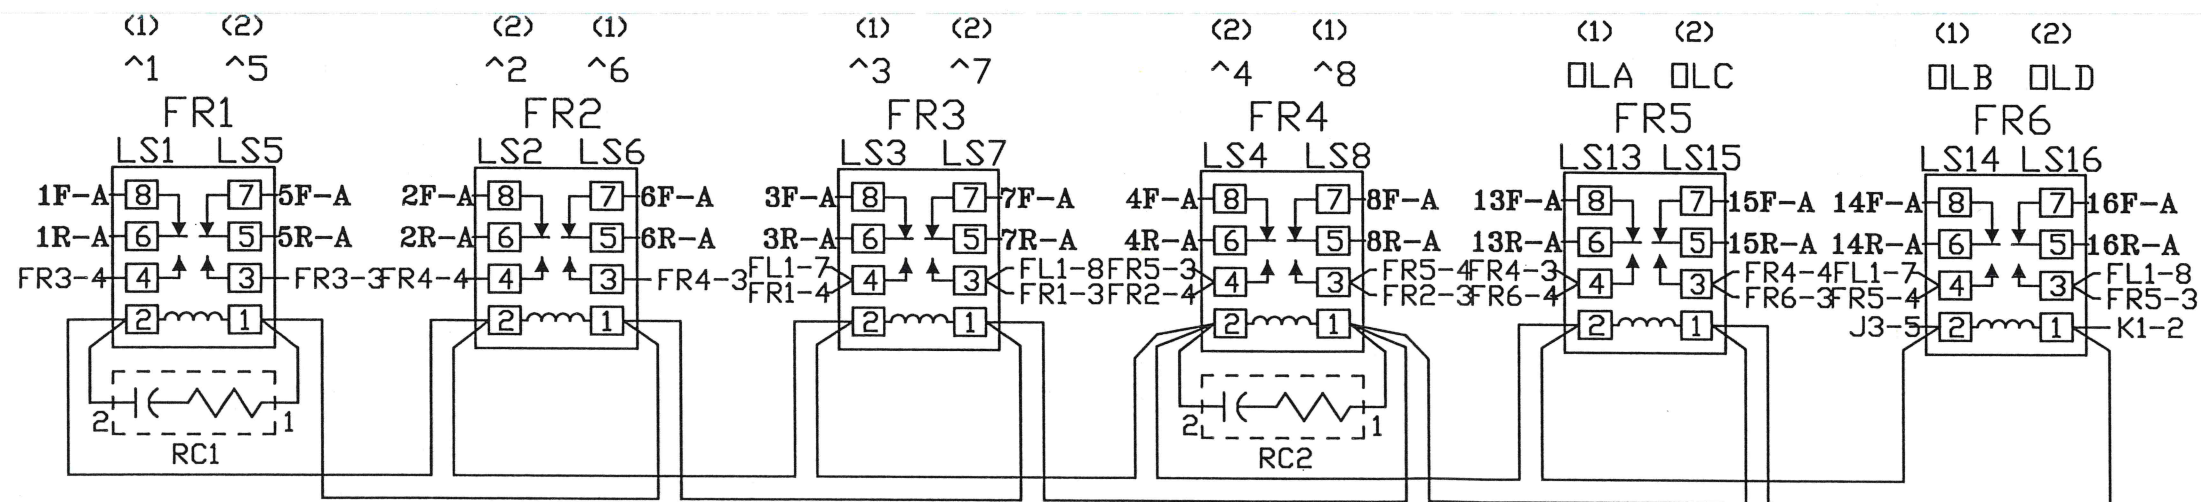 (1) (2) (2) (1) (1) (2) (2) (1) (1) (2) (1) (2)
^1 ^5 ^2 ^6 ^3 ^7 ^4 ^8 OLA OLC OLB OLD
FR1 FR2 FR3 FR4 FR5 FR6
LS1 LS5 LS2 LS6 LS3 LS7 LS4 LS8 LS13 LS15 LS14 LS16
1F-A 8 7 5F-A 2F-A 8 7 6F-A 3F-A 8 7 7F-A 4F-A 8 7 8F-A 13F-A 8 7 15F-A 14F-A 8 7 16F-A
1R-A 6 5 5R-A 2R-A 6 5 6R-A 3R-A 6 5 7R-A 4R-A 6 5 8R-A 13R-A 6 5 15R-A 14R-A 6 5 16R-A
FL1-7 FL1-8 FR5-3 FR5-4 FR4-3 FR4-4 FL1-7 FL1-8
FR3-4 4 3 FR3-3 FR4-4 4 3 FR4-3 4 3 4 3 4 3 4 3
FR1-4 FR1-3 FR2-4 FR2-3 FR6-4 FR6-3 FR5-4 FR5-3
2 1 2 1 2 1 2 1 2 1 J3-5 2 1 K1-2
2 1 2 1
RC1 RC2